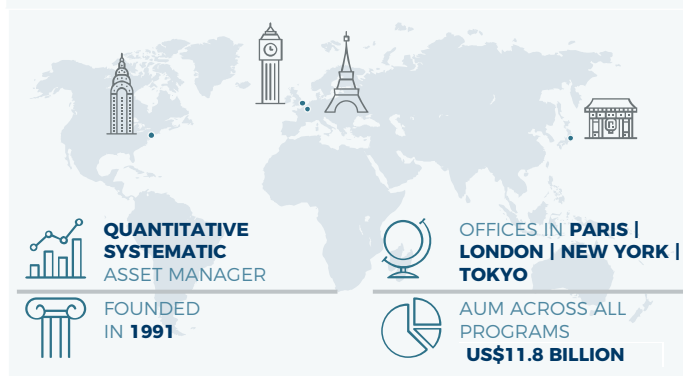 QUANTITATIVE
SYSTEMATIC
ASSET MANAGER
OFFICES IN PARIS |
LONDON | NEW YORK |
TOKYO
FOUNDED
IN 1991
AUM ACROSS ALL
PROGRAMS
US$11.8 BILLION